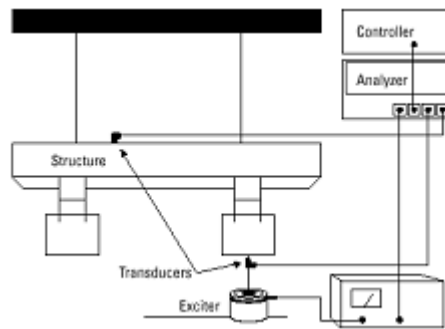 Controller
Analyzer
Structure
Transducers
Exciter